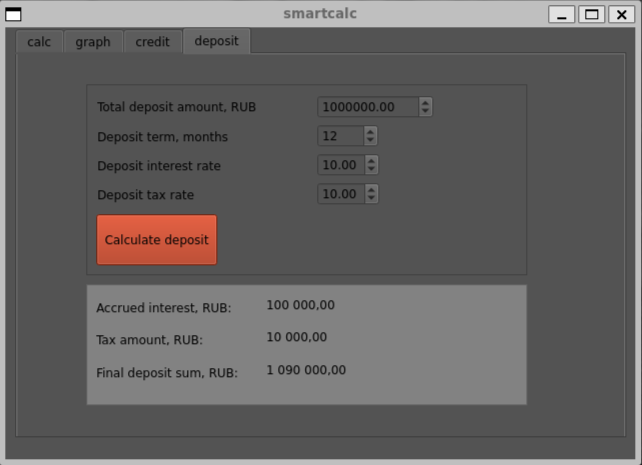 smartcalc
calc graph credit deposit
Total deposit amount, RUB 1000000.00
Deposit term, months 12
Deposit interest rate 10.00
Deposit tax rate 10.00
Calculate deposit
Accrued interest, RUB: 100 000,00
Tax amount, RUB: 10 000,00
Final deposit sum, RUB: 1 090 000,00